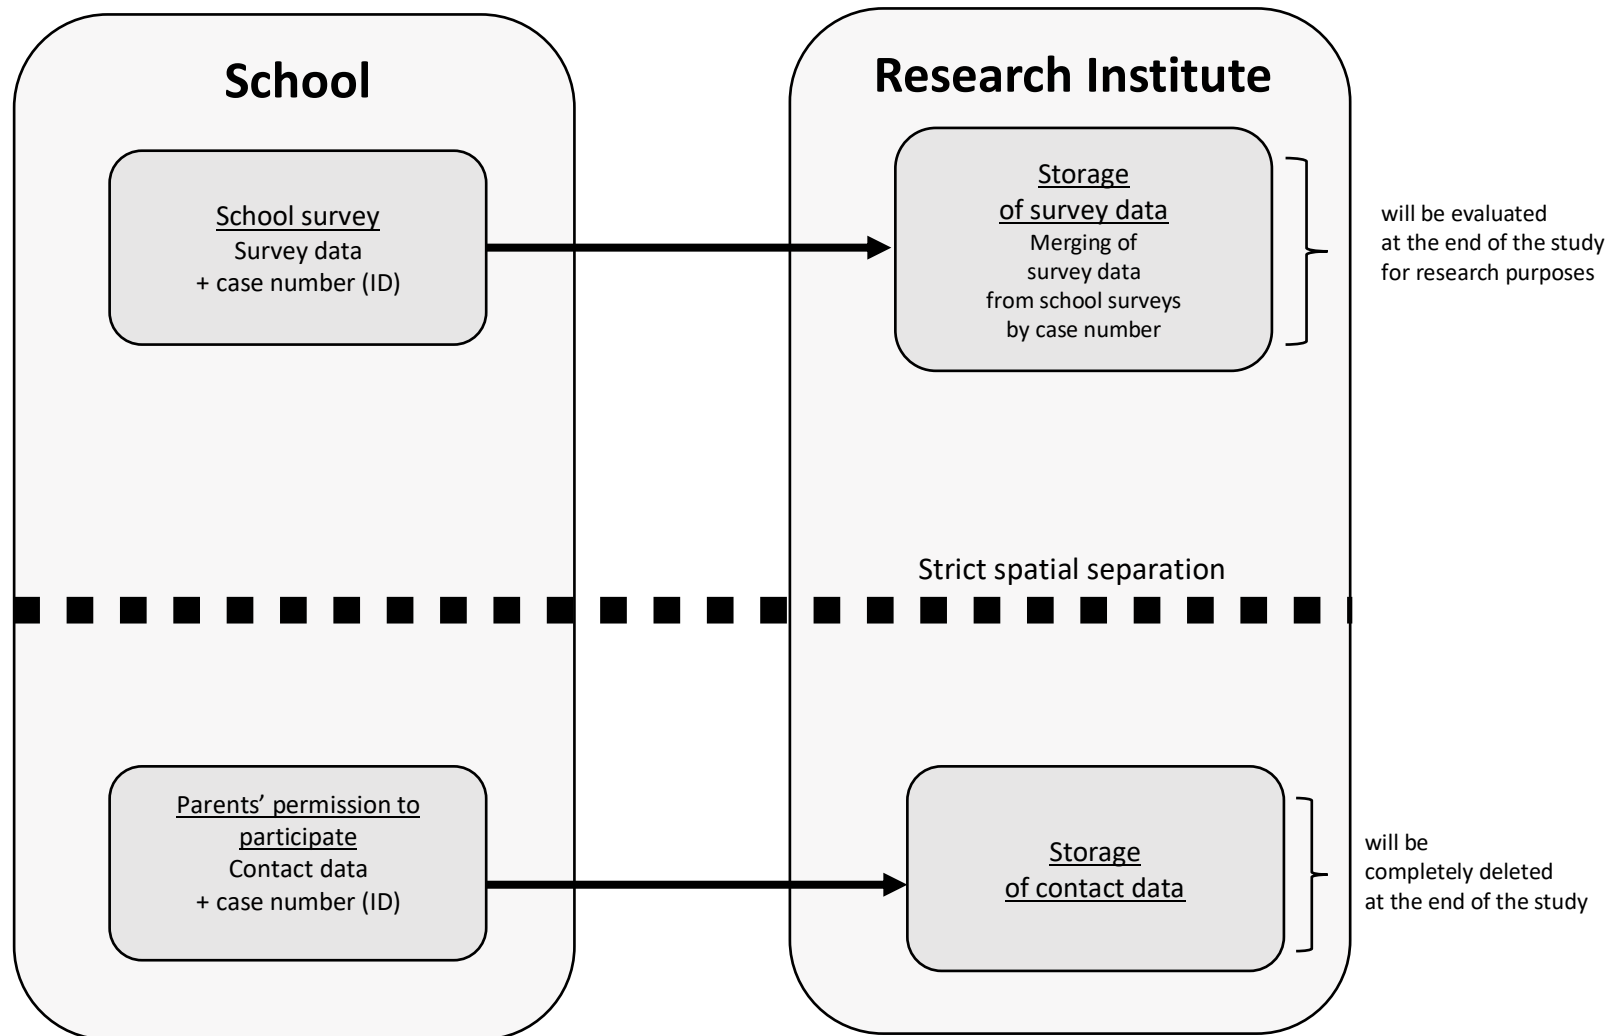 School
Research Institute
School survey
Survey data
+ case number (ID)
Storage
of survey data
Merging of
survey data
from school surveys
by case number
will be evaluated
at the end of the study
for research purposes
Strict spatial separation
Parents’ permission to
participate
Contact data
+ case number (ID)
Storage
of contact data
will be
completely deleted
at the end of the study